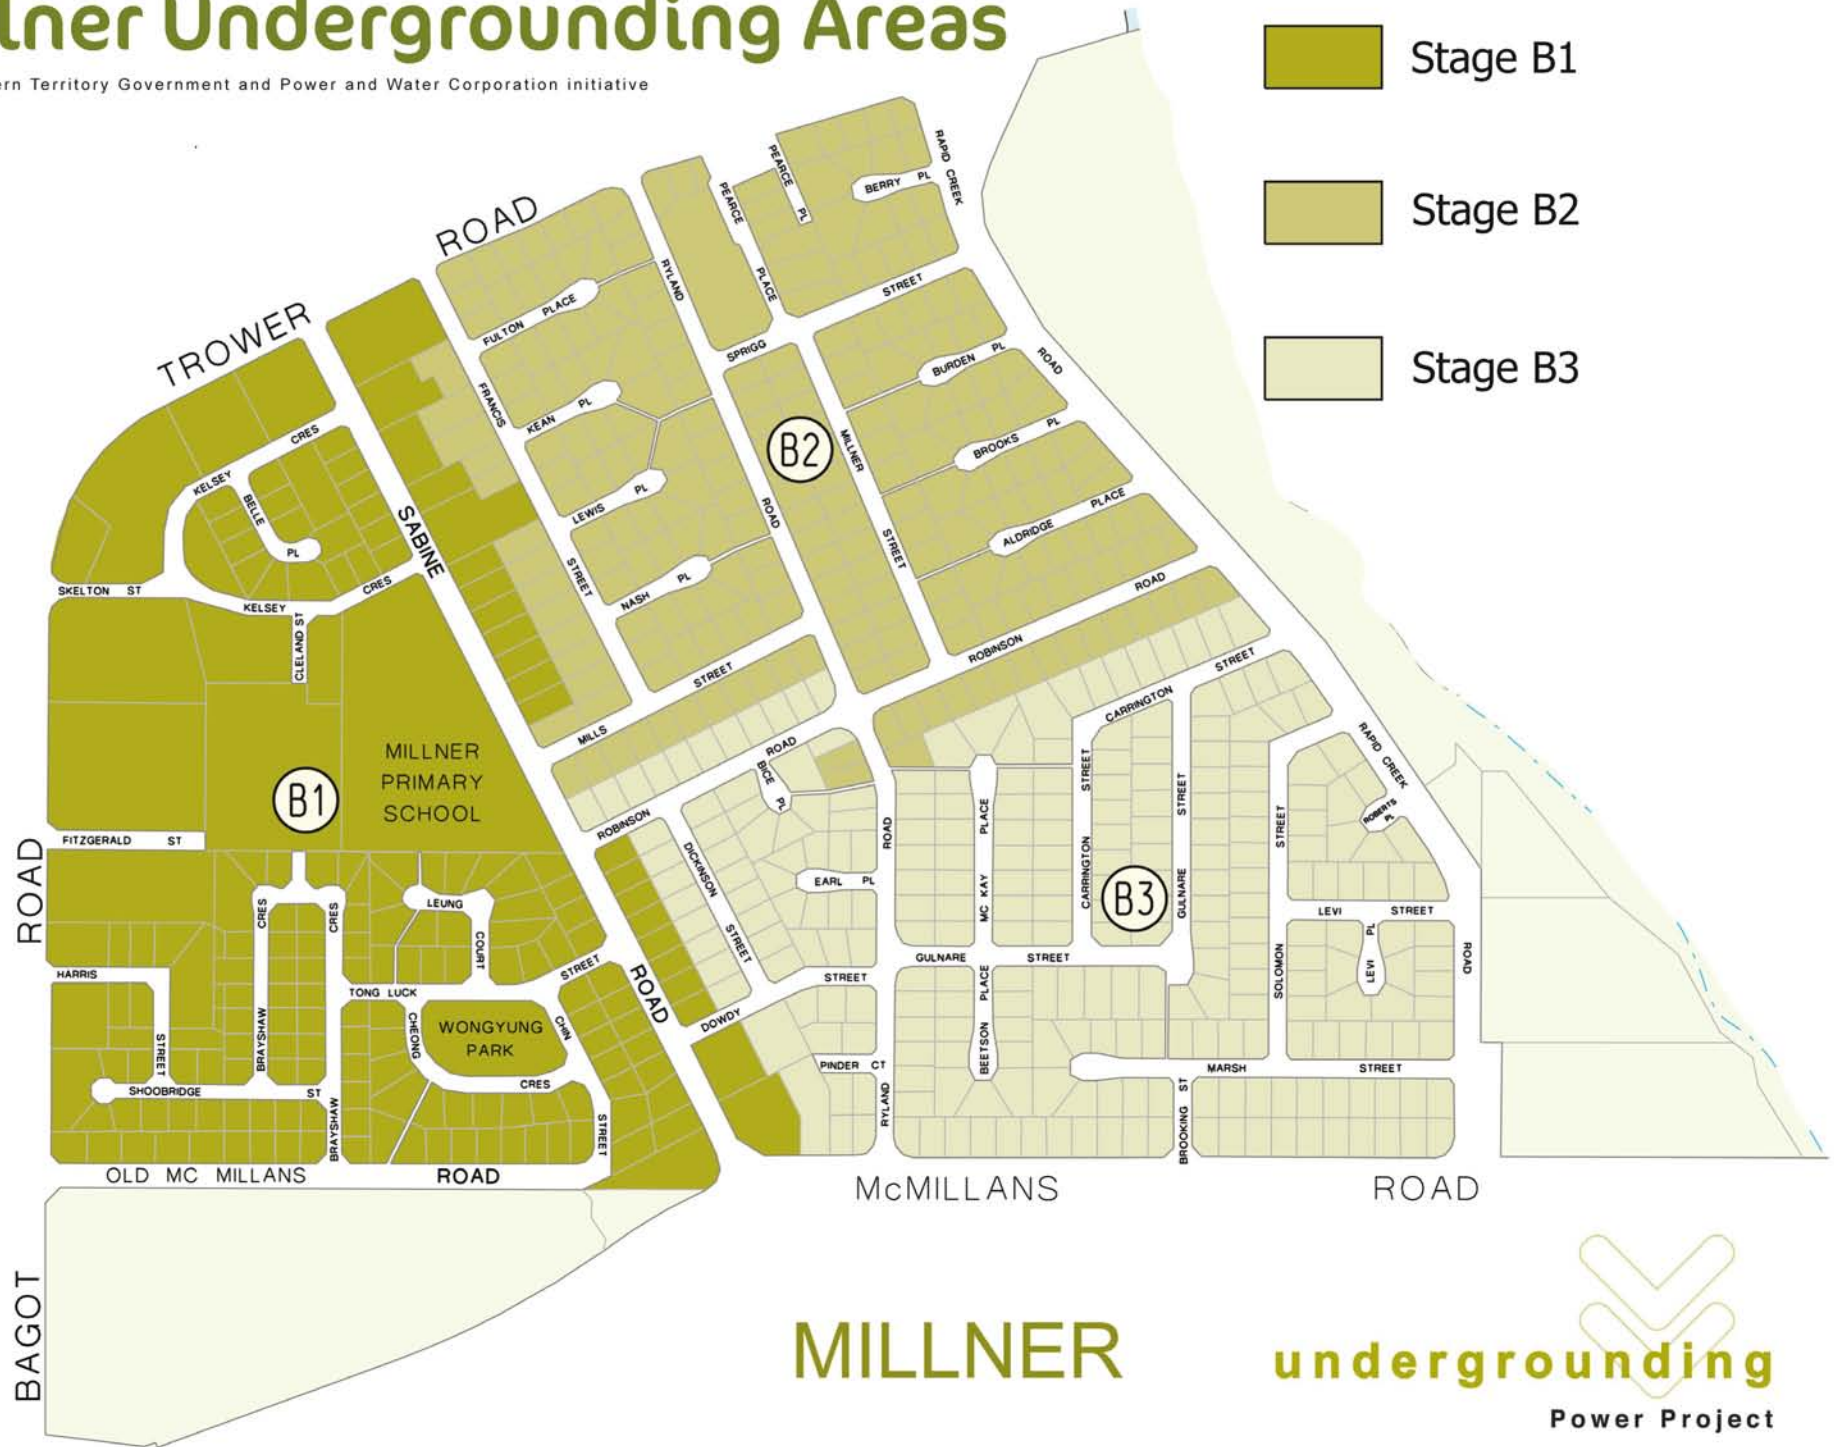 lner Undergrounding Areas
ern Territory Government and Power and Water Corporation initiative
Stage B1
Stage B2
Stage B3
TROWER
ROAD
PEARCE
PL
BERRY PL
RAPID CREEK
PEARCE
PLACE
RYLAND
STREET
FULTON PLACE
SPRIGG
BURDEN PL
ROAD
FRANCIS
KEAN PL
B2
MILLNER
BROOKS PL
KELSEY
CRES
BELLE
PL
SABINE
LEWIS PL
ROAD
ALDRIDGE PLACE
STREET
STREET
NASH PL
SKELTON ST
KELSEY
CRES
CLELAND ST
ROBINSON
ROAD
MILLS
STREET
CARRINGTON
STREET
MILLNER
PRIMARY
SCHOOL
B1
ROAD
BICE
PL
ROBINSON
RAPID CREEK
ROBERTS
PL
FITZGERALD ST
ROAD
DICKINSON
STREET
EARL PL
ROAD
MC KAY PLACE
CARRINGTON STREET
B3
GULNARE STREET
STREET
LEVI STREET
CRES
CRES
LEUNG
COURT
HARRIS
STREET
TONG LUCK
STREET
ROAD
STREET
GULNARE STREET
SOLOMON
LEVI PL
ROAD
BRAYSHAW
CHEONG
WONGYUNG
PARK
CHIN
DOWDY
BEETSON PLACE
PINDER CT
MARSH STREET
SHOOBRIDGE ST
CRES
BRAYSHAW
STREET
RYLAND
BROOKING ST
OLD MC MILLANS ROAD
McMILLANS ROAD
BAGOT
MILLNER
undergrounding
Power Project